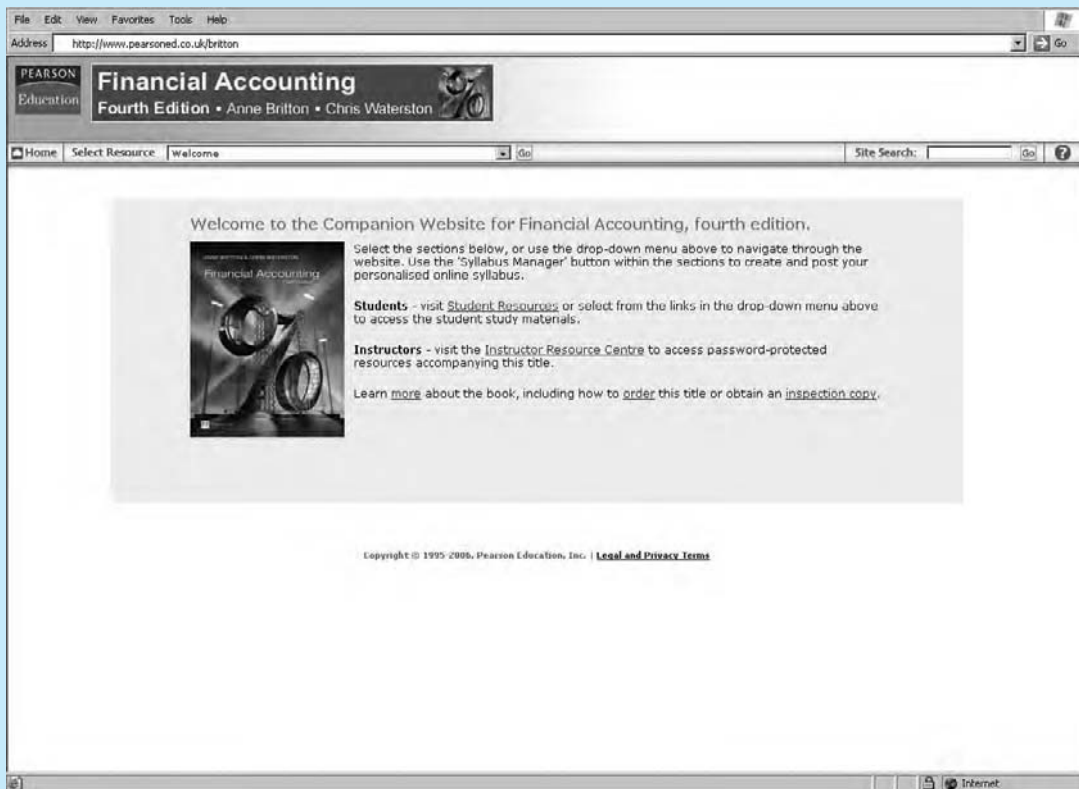 File Edit View Favorites Tools Help
Address http://www.pearsoned.co.uk/britton Go
PEARSON
Education
Financial Accounting
Fourth Edition • Anne Britton • Chris Waterston
Home Select Resource Welcome Go Site Search: Go ?
Welcome to the Companion Website for Financial Accounting, fourth edition.
ANNE BRITTON & CHRIS WATERSTON
Financial Accounting
Select the sections below, or use the drop-down menu above to navigate through the
website. Use the 'Syllabus Manager' button within the sections to create and post your
personalised online syllabus.
Students - visit Student Resources or select from the links in the drop-down menu above
to access the student study materials.
Instructors - visit the Instructor Resource Centre to access password-protected
resources accompanying this title.
Learn more about the book, including how to order this title or obtain an inspection copy.
Copyright © 1995-2006, Pearson Education, Inc. | Legal and Privacy Terms
Internet